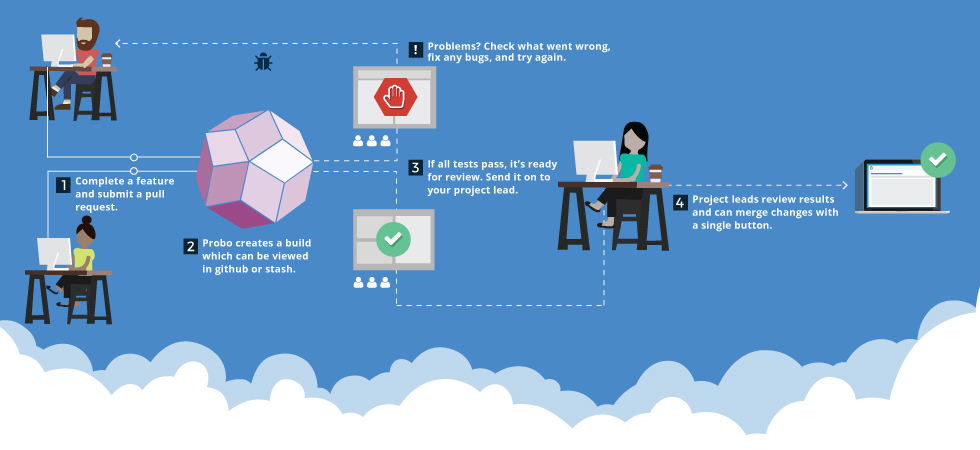 ! Problems? Check what went wrong,
fix any bugs, and try again.
1 Complete a feature
and submit a pull
request.
2 Probo creates a build
which can be viewed
in github or stash.
3 If all tests pass, it's ready
for review. Send it on to
your project lead.
4 Project leads review results
and can merge changes with
a single button.